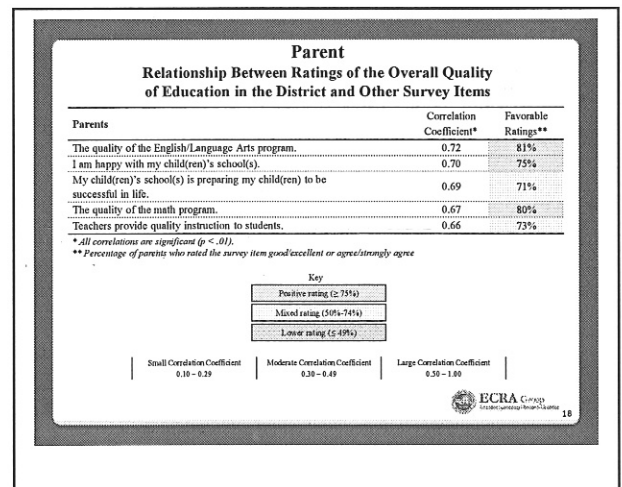 Parent
Relationship Between Ratings of the Overall Quality
of Education in the District and Other Survey Items
Parents
Correlation Coefficient*
Favorable Ratings**
The quality of the English/Language Arts program. 0.72 81%
I am happy with my child(ren)'s school(s). 0.70 75%
My child(ren)'s school(s) is preparing my child(ren) to be
successful in life. 0.69 71%
The quality of the math program. 0.67 80%
Teachers provide quality instruction to students. 0.66 73%
* All correlations are significant (p < .01).
** Percentage of parents who rated the survey item good/excellent or agree/strongly agree
Key
Positive rating (≥ 75%)
Mixed rating (50%-74%)
Lower rating (≤ 49%)
Small Correlation Coefficient Moderate Correlation Coefficient Large Correlation Coefficient
0.10 – 0.29 0.30 – 0.49 0.50 – 1.00
ECRA Group
18